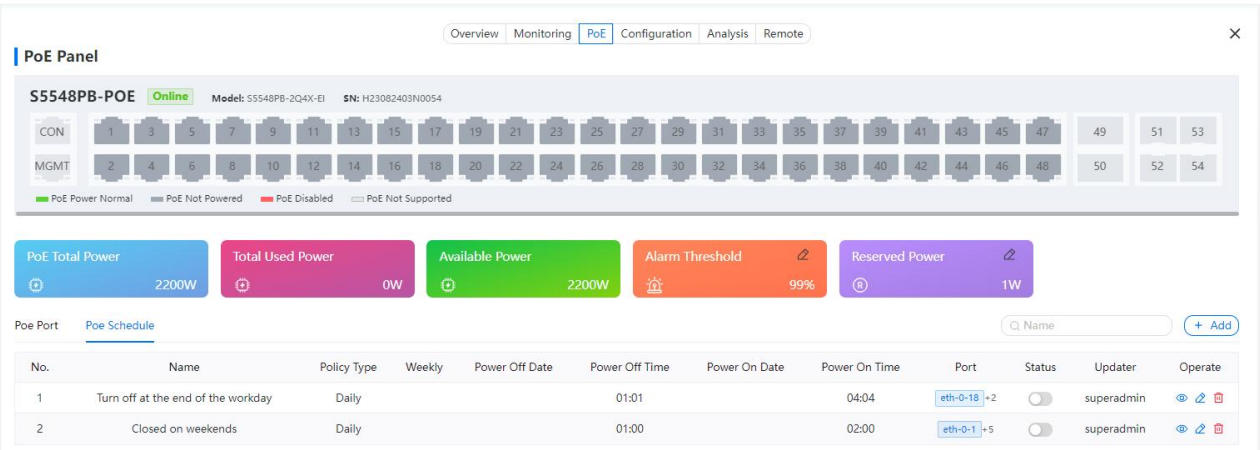 Overview Monitoring PoE Configuration Analysis Remote
PoE Panel
S5548PB-POE Online Model: S5548PB-2Q4X-EI SN: H23082403N0054
CON 1 3 5 7 9 11 13 15 17 19 21 23 25 27 29 31 33 35 37 39 41 43 45 47 49 51 53
MGMT 2 4 6 8 10 12 14 16 18 20 22 24 26 28 30 32 34 36 38 40 42 44 46 48 50 52 54
PoE Power Normal PoE Not Powered PoE Disabled PoE Not Supported
PoE Total Power Total Used Power Available Power Alarm Threshold Reserved Power
2200W 0W 2200W 99% R 1W
Poe Port Poe Schedule Name + Add
No. Name Policy Type Weekly Power Off Date Power Off Time Power On Date Power On Time Port Status Updater Operate
1 Turn off at the end of the workday Daily 01:01 04:04 eth-0-18 +2 superadmin
2 Closed on weekends Daily 01:00 02:00 eth-0-1 +5 superadmin